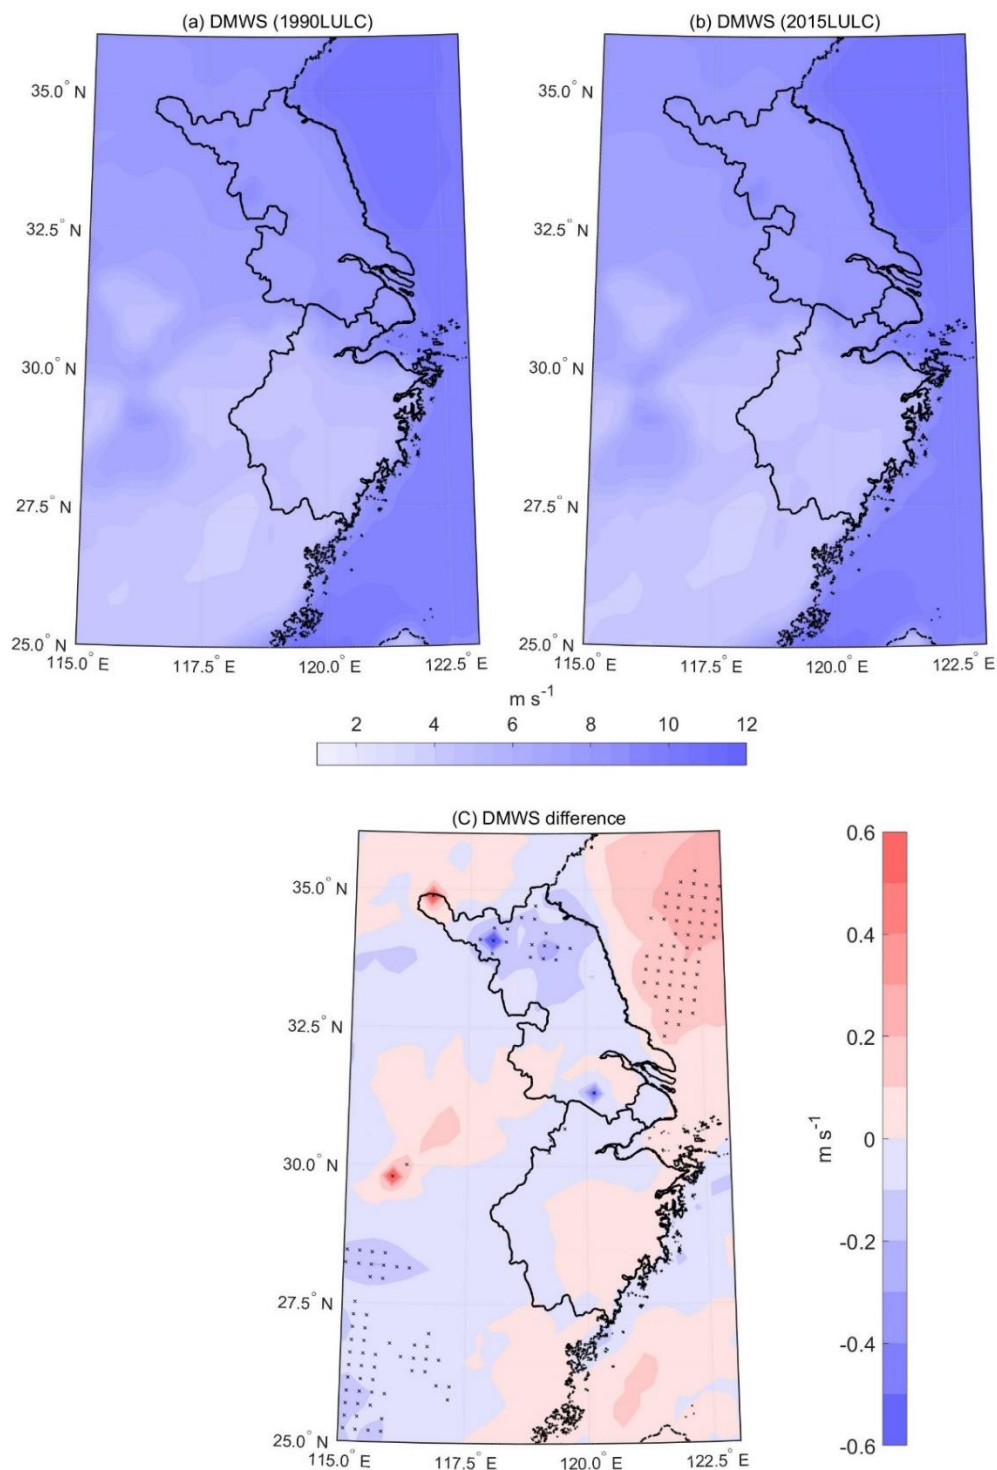 (a) DMWS (1990LULC)
(b) DMWS (2015LULC)
35.0° N
32.5° N
30.0° N
27.5° N
25.0° N
115.0° E
117.5° E
120.0° E
122.5° E
35.0° N
32.5° N
30.0° N
27.5° N
25.0° N
115.0° E
117.5° E
120.0° E
122.5° E
m s⁻¹
2 4 6 8 10 12
(C) DMWS difference
35.0° N
32.5° N
30.0° N
27.5° N
25.0° N
115.0° E
117.5° E
120.0° E
122.5° E
0.6
0.4
0.2
0
-0.2
-0.4
-0.6
m s⁻¹